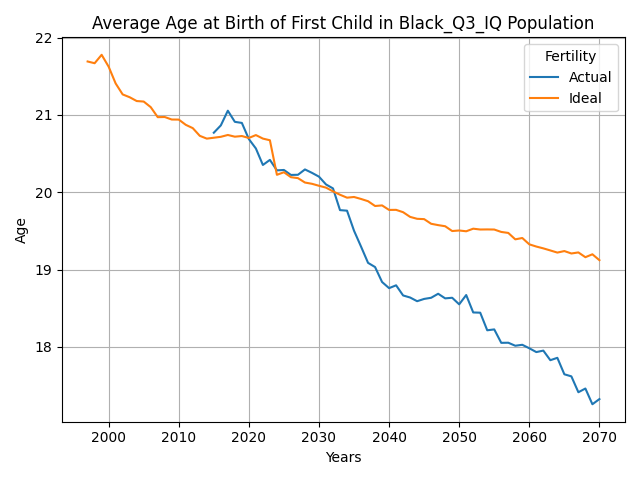 Average Age at Birth of First Child in Black_Q3_IQ Population
Fertility
Actual
Ideal
22
21
20
19
18
Age
2000 2010 2020 2030 2040 2050 2060 2070
Years